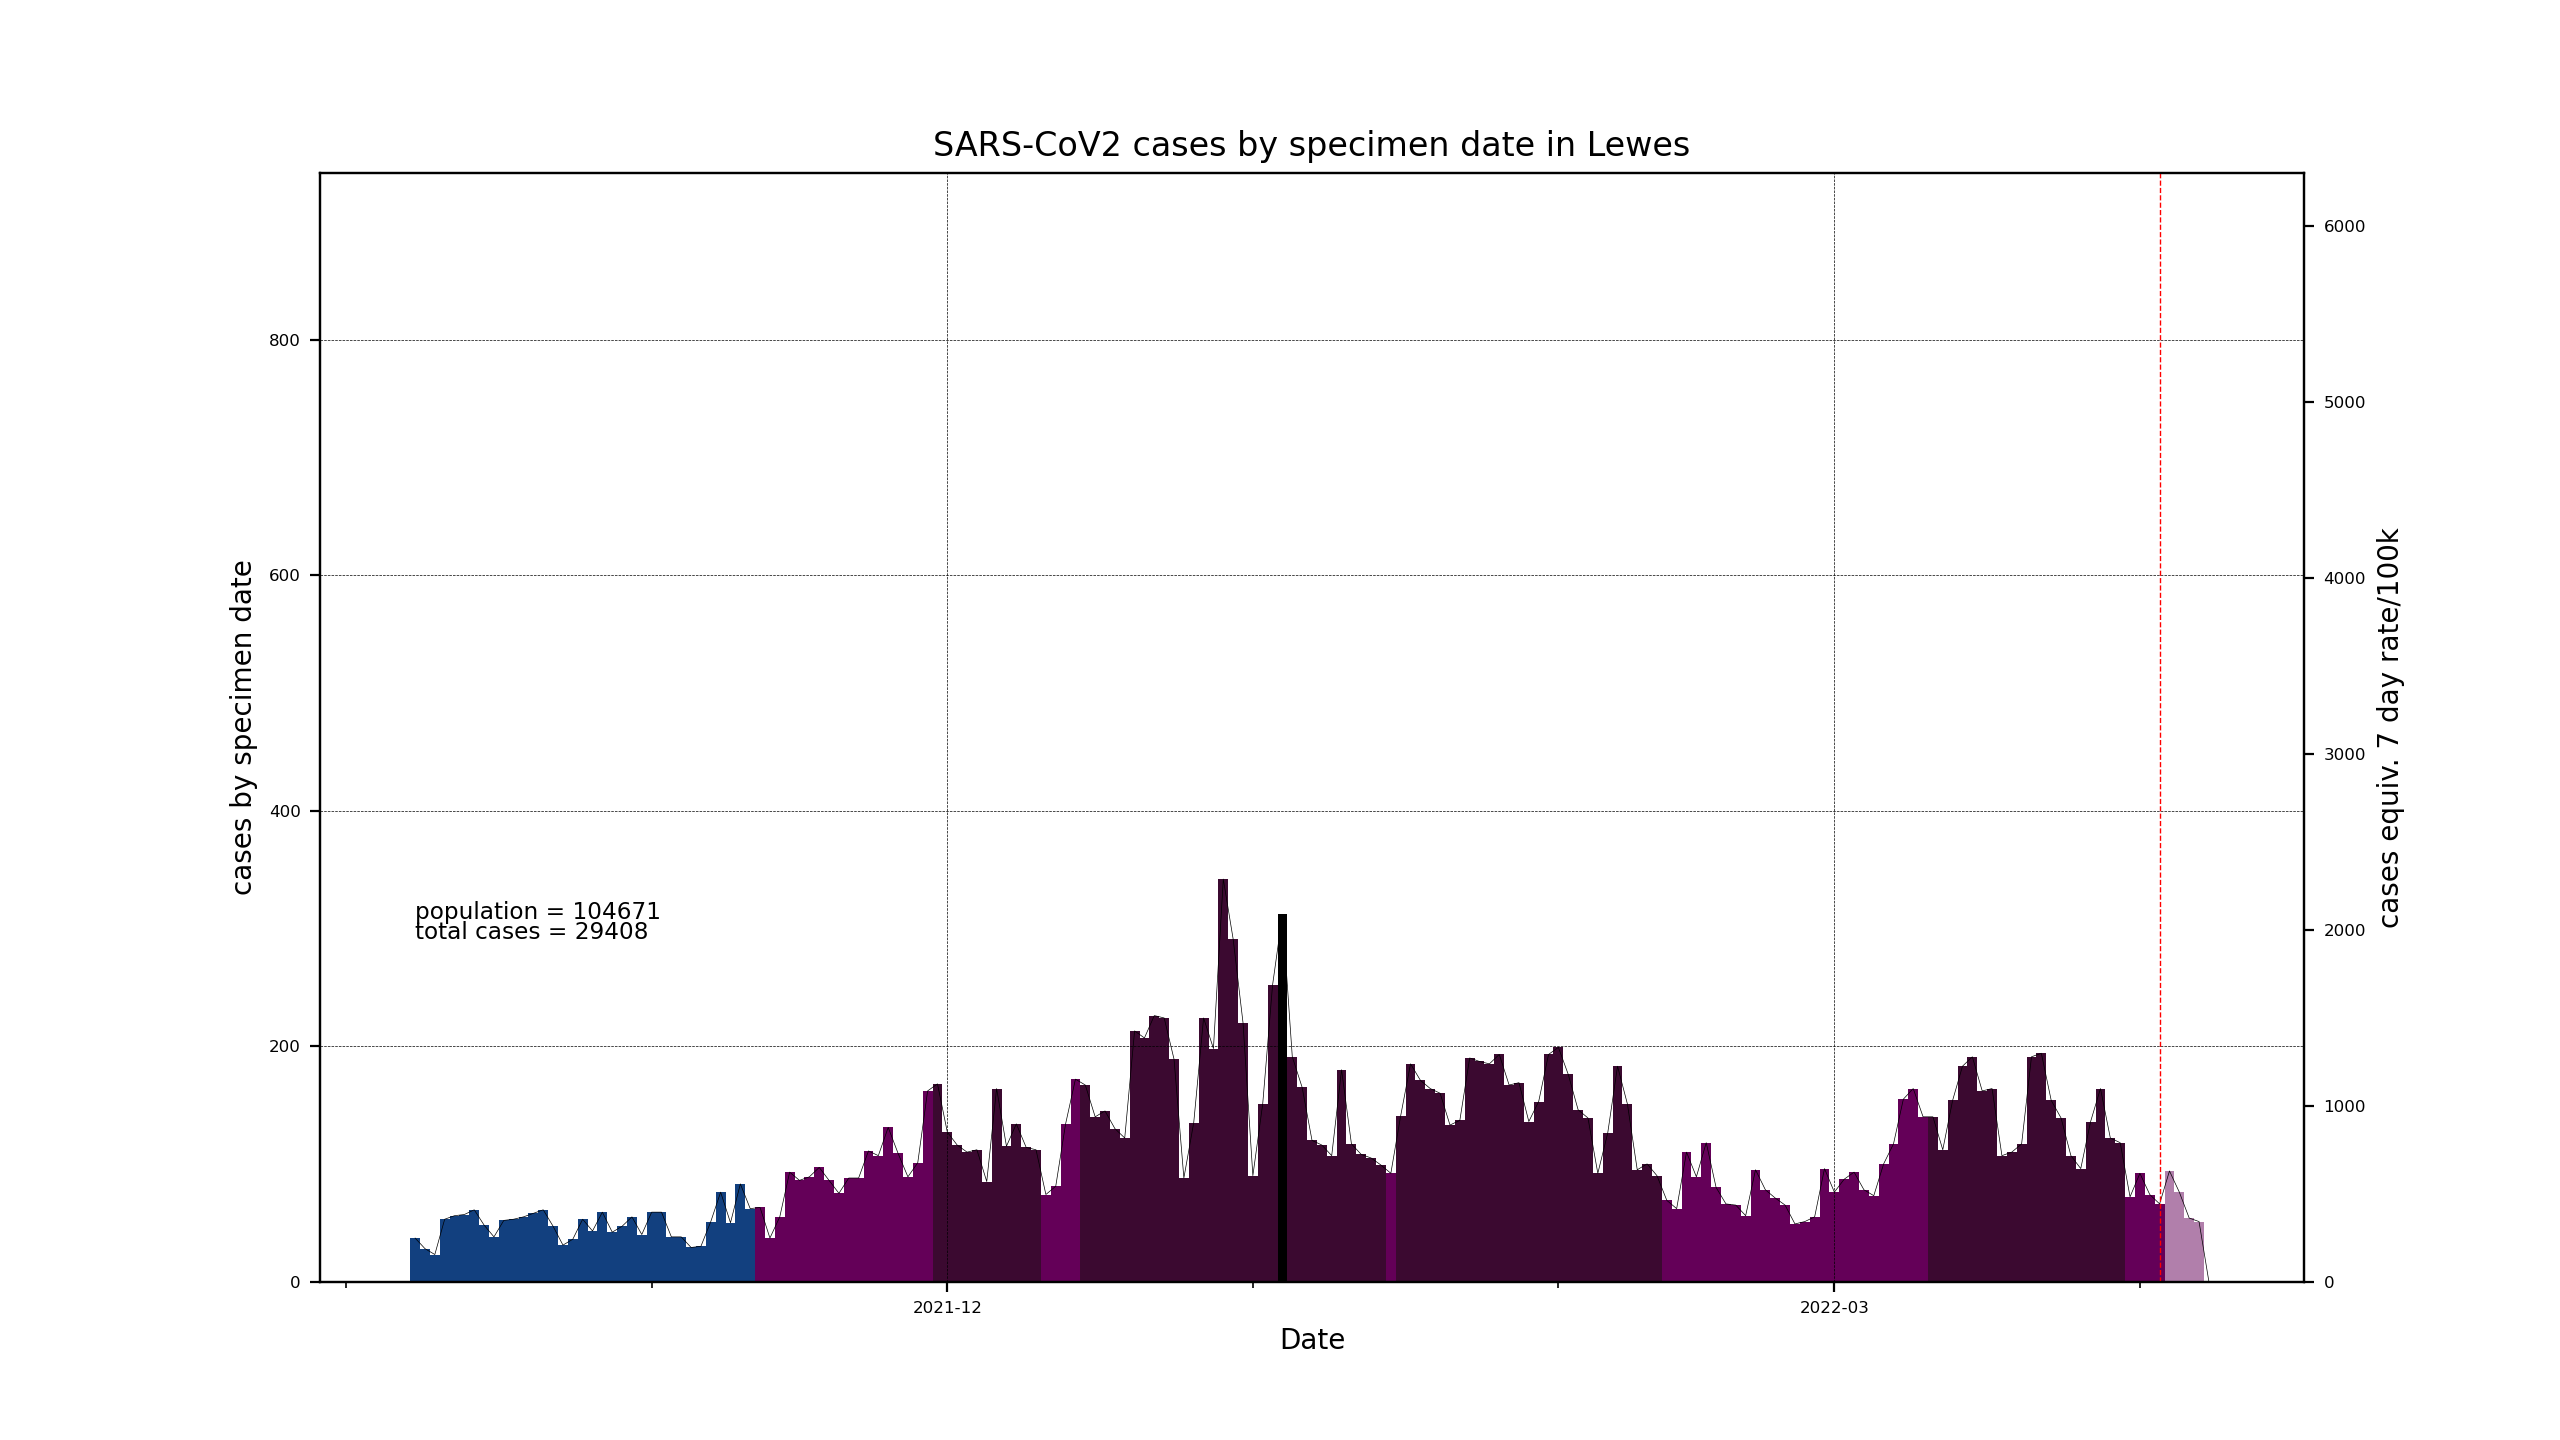 SARS-CoV2 cases by specimen date in Lewes
cases by specimen date
800
600
400
200
0
population = 104671
total cases = 29408
6000
5000
4000
3000
2000
1000
0
cases equiv. 7 day rate/100k
2021-12
2022-03
Date